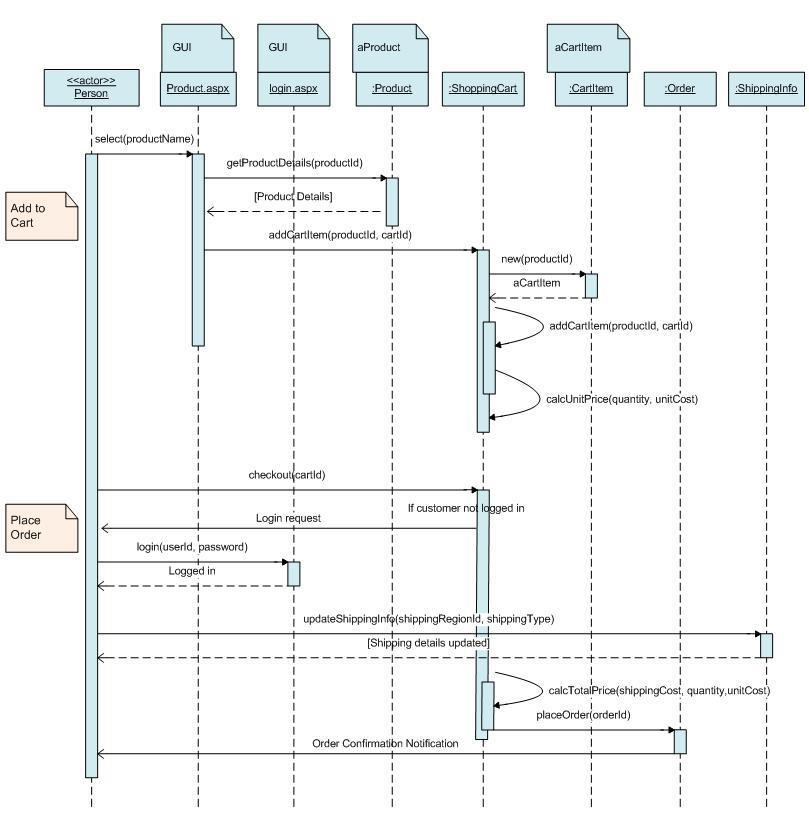 GUI
GUI
aProduct
aCartItem
<<actor>>
Person
Product.aspx
login.aspx
:Product
:ShoppingCart
:CartItem
:Order
:ShippingInfo
select(productName)
getProductDetails(productId)
[Product Details]
Add to
Cart
addCartItem(productId, cartId)
new(productId)
aCartItem
addCartItem(productId, cartId)
calcUnitPrice(quantity, unitCost)
checkout(cartId)
If customer not logged in
Place
Order
Login request
login(userId, password)
Logged in
updateShippingInfo(shippingRegionId, shippingType)
[Shipping details updated]
calcTotalPrice(shippingCost, quantity,unitCost)
placeOrder(orderId)
Order Confirmation Notification